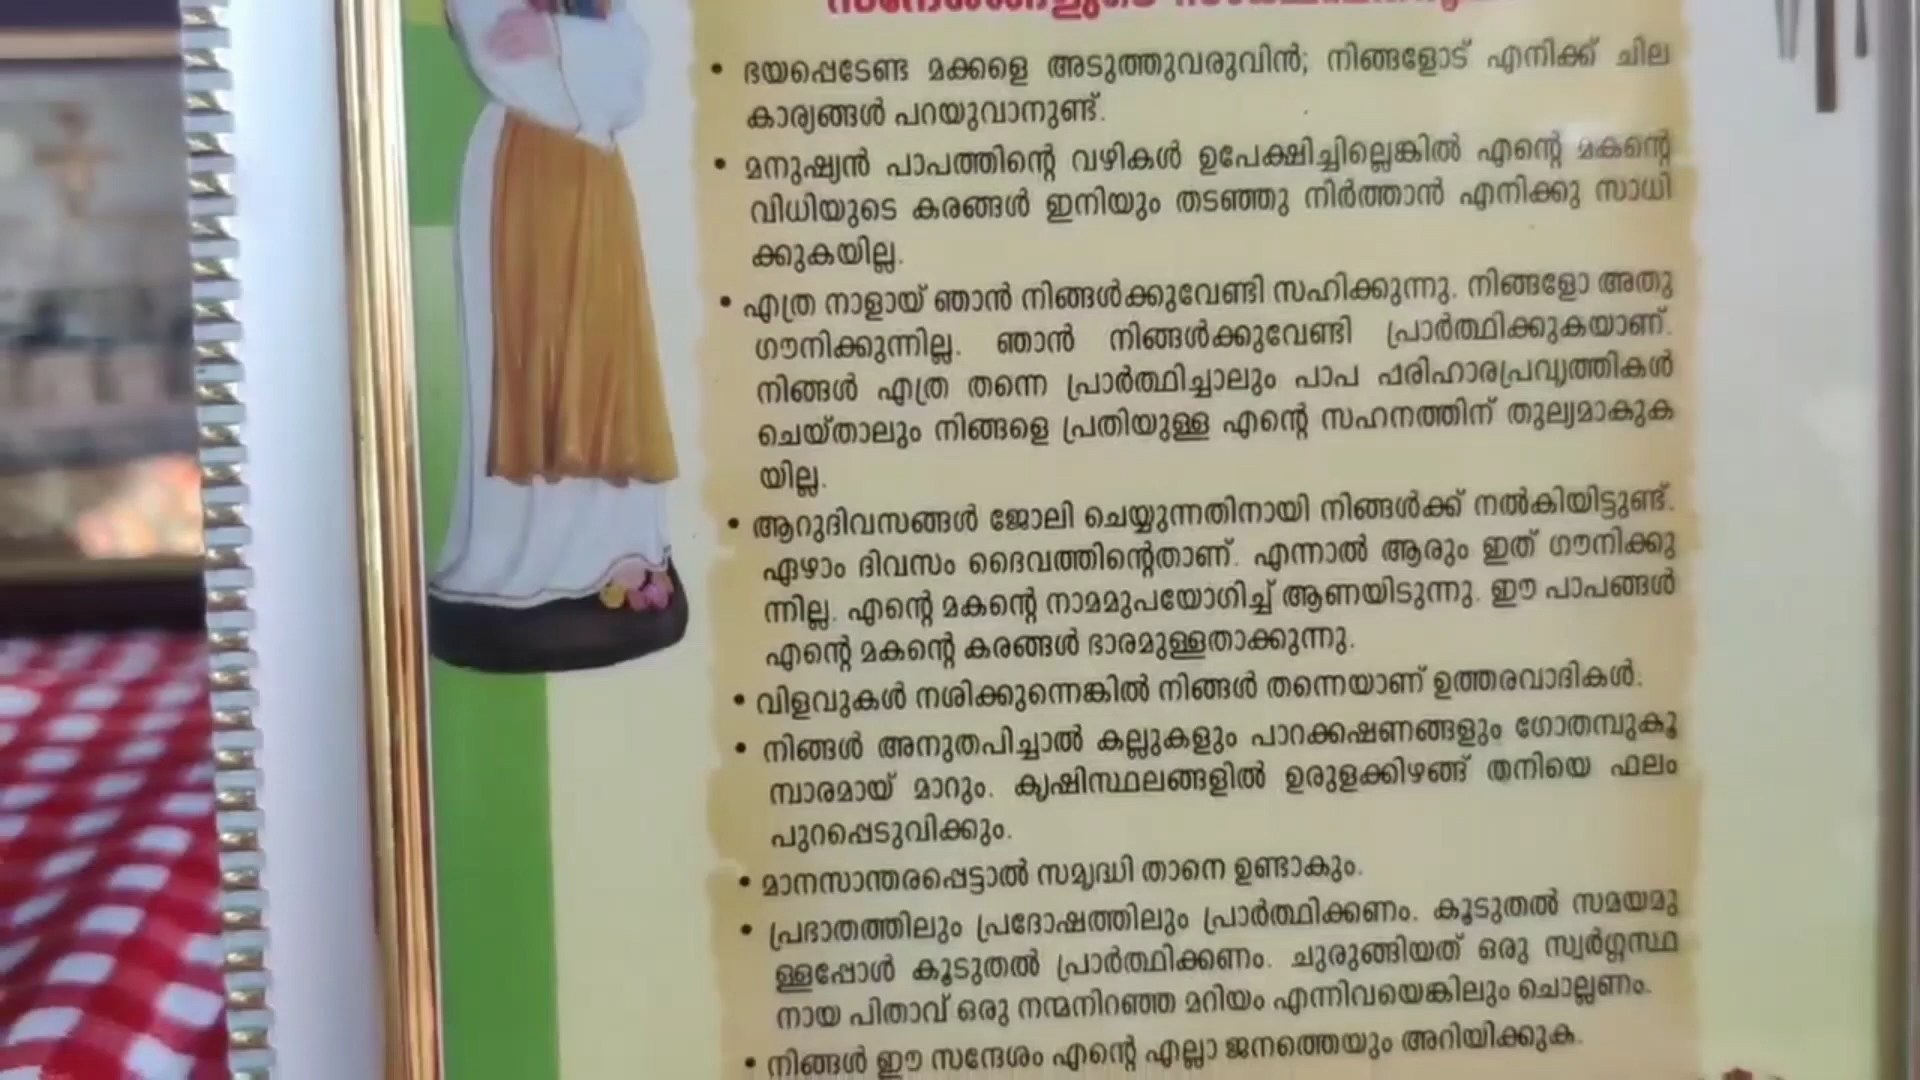 • ഭയപ്പെടേണ്ട മക്കളെ അടുത്തുവരുവിൻ; നിങ്ങളോട് എനിക്ക് ചില
കാര്യങ്ങൾ പറയുവാനുണ്ട്.
• മനുഷ്യൻ പാപത്തിന്റെ വഴികൾ ഉപേക്ഷിച്ചില്ലെങ്കിൽ എന്റെ മകന്റെ
വിധിയുടെ കരങ്ങൾ ഇനിയും തടഞ്ഞു നിർത്താൻ എനിക്കു സാധി
ക്കുകയില്ല.
• എത്ര നാളായ് ഞാൻ നിങ്ങൾക്കുവേണ്ടി സഹിക്കുന്നു. നിങ്ങളോ അതു
ഗൗനിക്കുന്നില്ല. ഞാൻ നിങ്ങൾക്കുവേണ്ടി പ്രാർത്ഥിക്കുകയാണ്.
നിങ്ങൾ എത്ര തന്നെ പ്രാർത്ഥിച്ചാലും പാപ പരിഹാരപ്രവൃത്തികൾ
ചെയ്താലും നിങ്ങളെ പ്രതിയുള്ള എന്റെ സഹനത്തിന് തുല്യമാകുക
യില്ല.
• ആറുദിവസങ്ങൾ ജോലി ചെയ്യുന്നതിനായി നിങ്ങൾക്ക് നൽകിയിട്ടുണ്ട്.
ഏഴാം ദിവസം ദൈവത്തിന്റെതാണ്. എന്നാൽ ആരും ഇത് ഗൗനിക്കു
ന്നില്ല. എന്റെ മകന്റെ നാമമുപയോഗിച്ച് ആണയിടുന്നു. ഈ പാപങ്ങൾ
എന്റെ മകന്റെ കരങ്ങൾ ഭാരമുള്ളതാക്കുന്നു.
• വിളവുകൾ നശിക്കുന്നെങ്കിൽ നിങ്ങൾ തന്നെയാണ് ഉത്തരവാദികൾ.
• നിങ്ങൾ അനുതപിച്ചാൽ കല്ലുകളും പാറക്കഷണങ്ങളും ഗോതമ്പുകൂ
മ്പാരമായ് മാറും. കൃഷിസ്ഥലങ്ങളിൽ ഉരുളക്കിഴങ്ങ് തനിയെ ഫലം
പുറപ്പെടുവിക്കും.
• മാനസാന്തരപ്പെട്ടാൽ സമൃദ്ധി താനെ ഉണ്ടാകും.
• പ്രഭാതത്തിലും പ്രദോഷത്തിലും പ്രാർത്ഥിക്കണം. കൂടുതൽ സമയമു
ള്ളപ്പോൾ കൂടുതൽ പ്രാർത്ഥിക്കണം. ചുരുങ്ങിയത് ഒരു സ്വർഗ്ഗസ്ഥ
നായ പിതാവ് ഒരു നന്മനിറഞ്ഞ മറിയം എന്നിവയെങ്കിലും ചൊല്ലണം.
• നിങ്ങൾ ഈ സന്ദേശം എന്റെ എല്ലാ ജനത്തെയും അറിയിക്കുക.